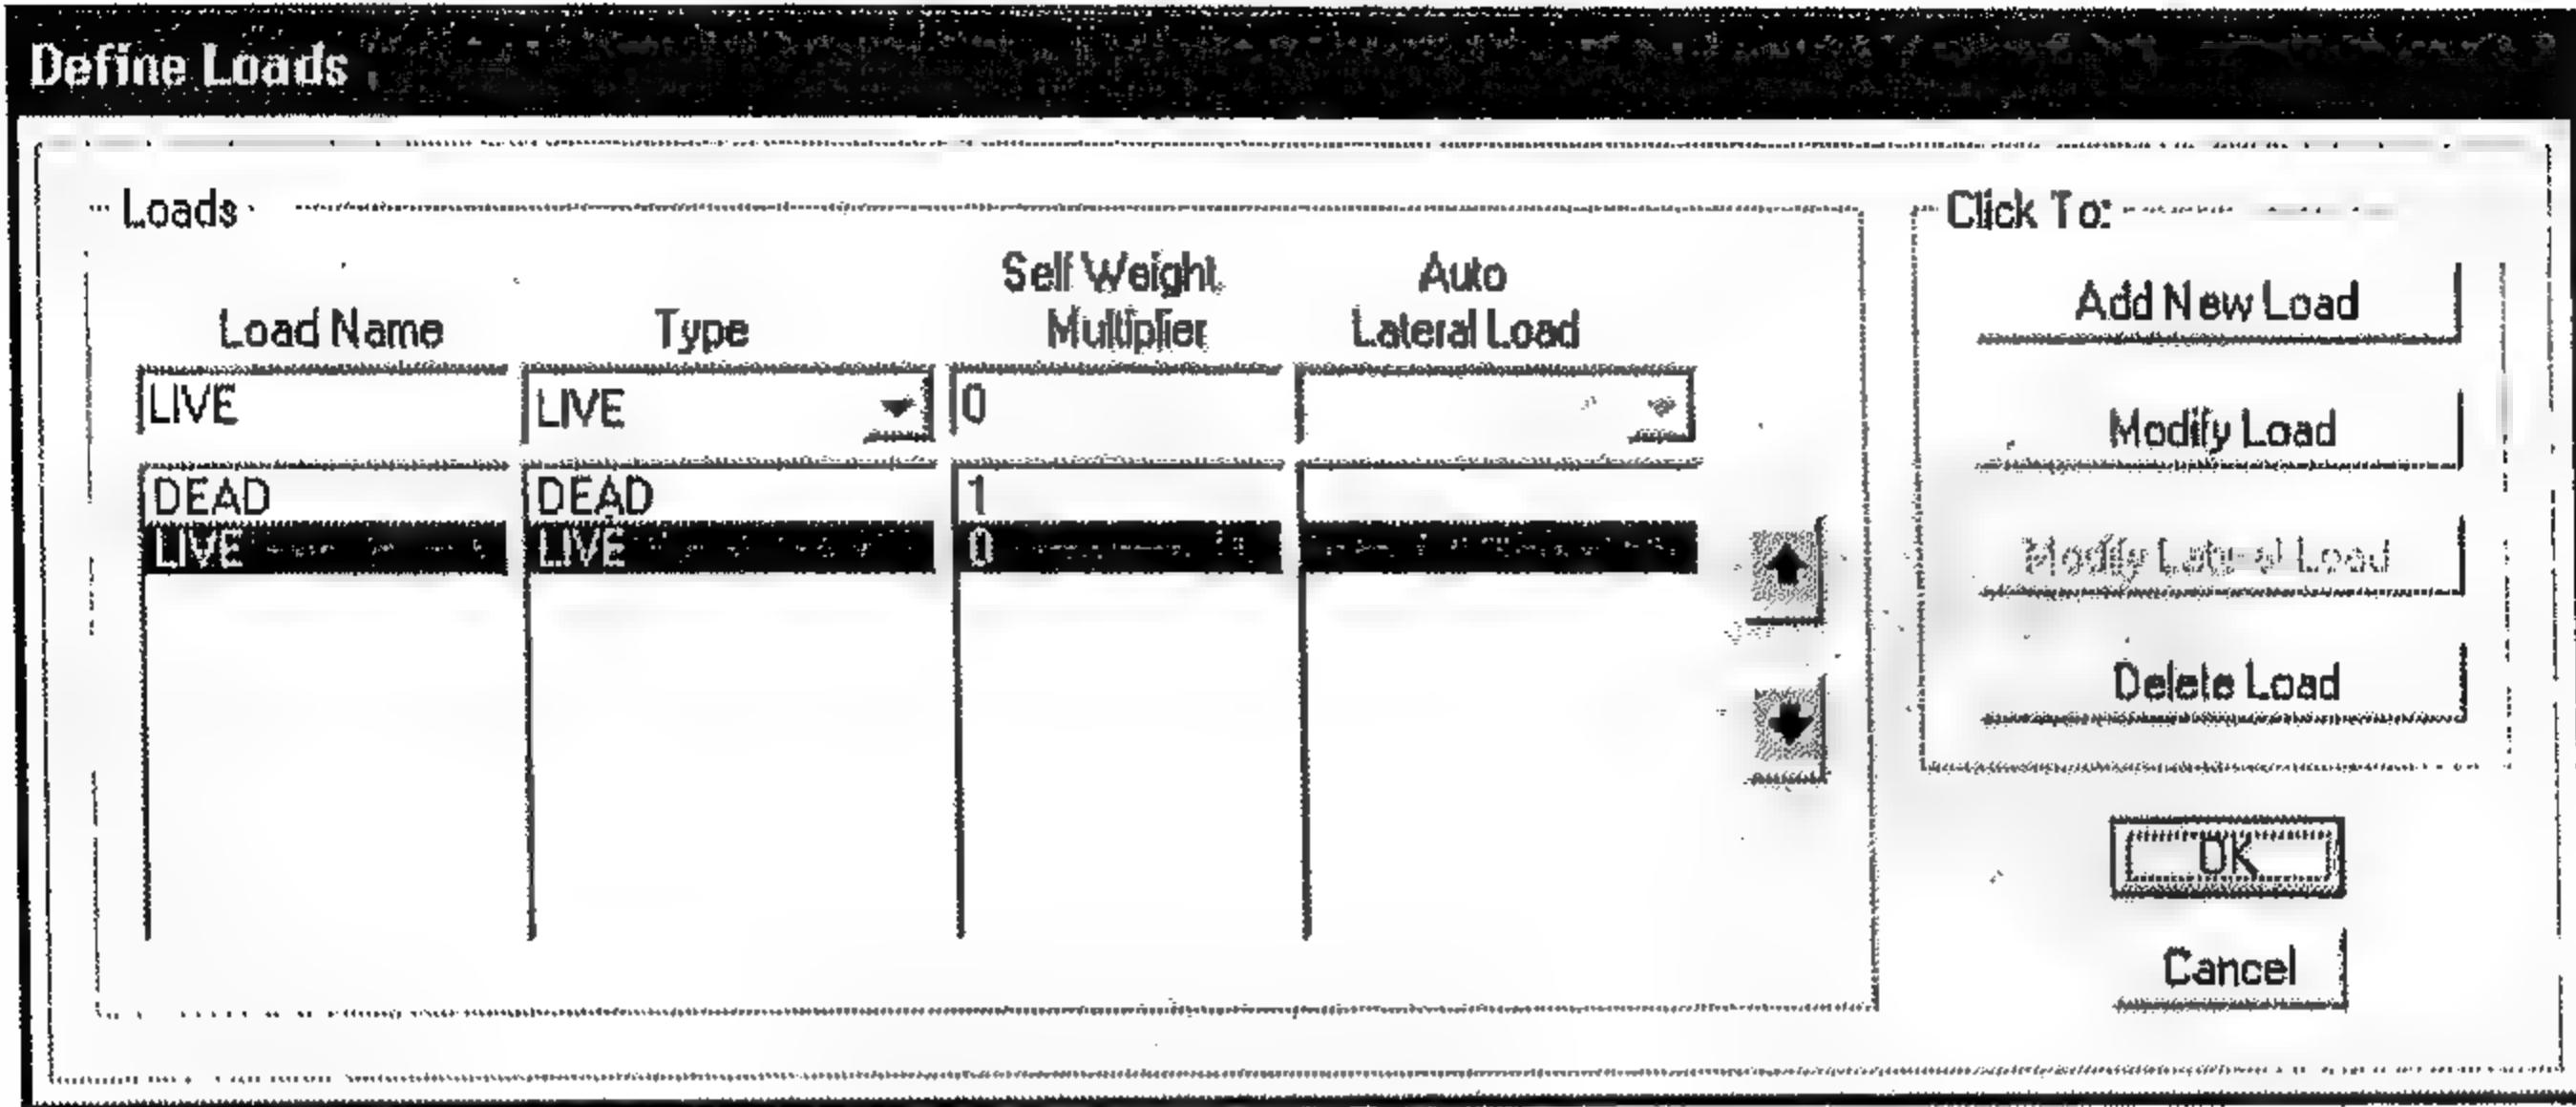 Define Loads
Loads
Click To:
Self Weight Auto
Load Name Type Multiplier Lateral Load
LIVE LIVE 0
DEAD DEAD 1
LIVE LIVE 0
Add New Load
Modify Load
Modify Lateral Load
Delete Load
OK
Cancel